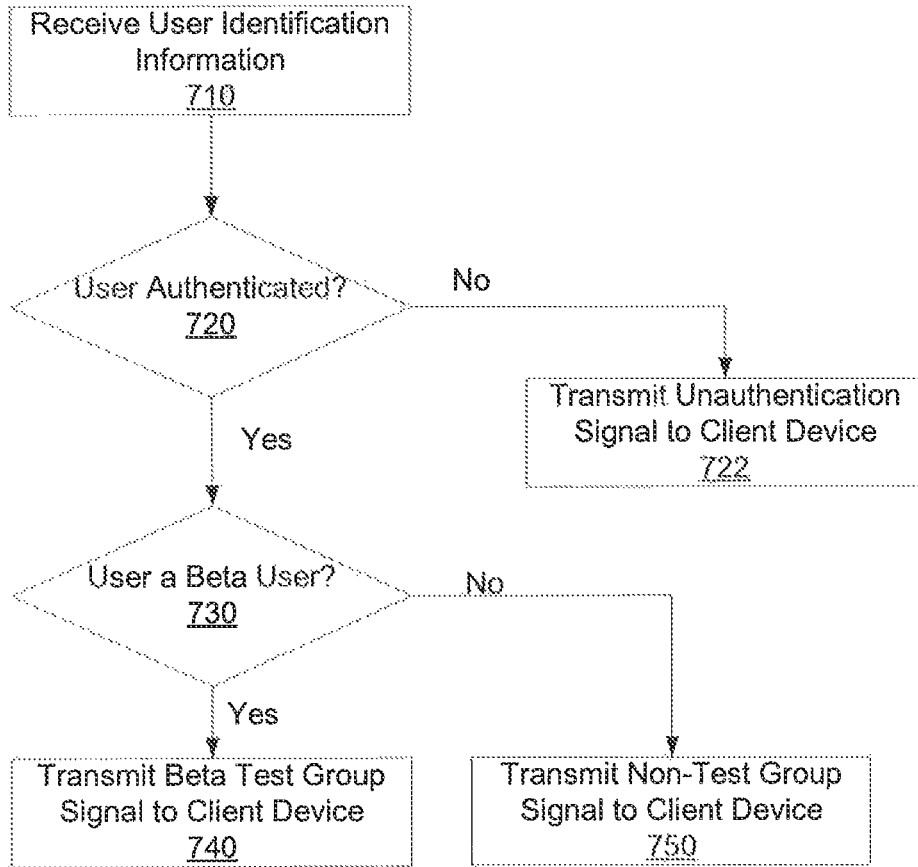 Receive User Identification
Information
710
User Authenticated?
720
No
Transmit Unauthentication
Signal to Client Device
722
Yes
User a Beta User?
730
No
Yes
Transmit Beta Test Group
Signal to Client Device
740
Transmit Non-Test Group
Signal to Client Device
750